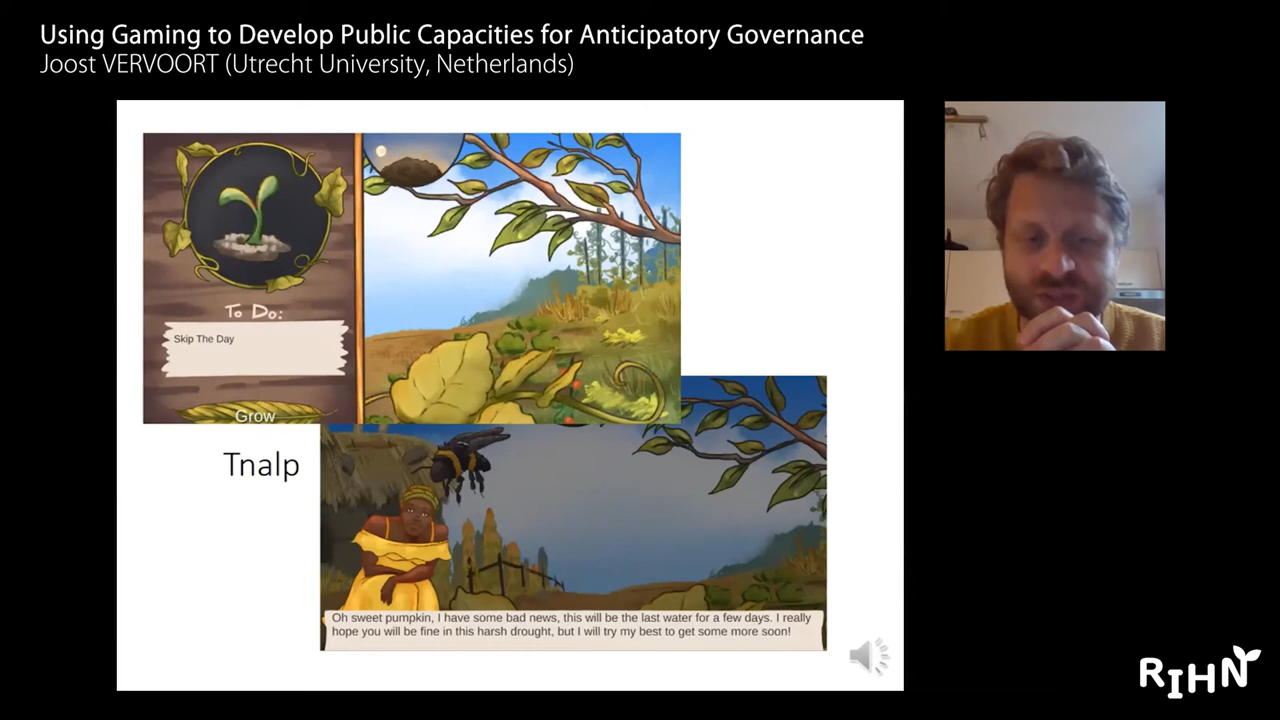 Using Gaming to Develop Public Capacities for Anticipatory Governance
Joost VERVOORT (Utrecht University, Netherlands)
To Do:
Skip The Day
Grow
Tnalp
Oh sweet pumpkin, I have some bad news, this will be the last water for a few days. I really
hope you will be fine in this harsh drought, but I will try my best to get some more soon!
RIHN